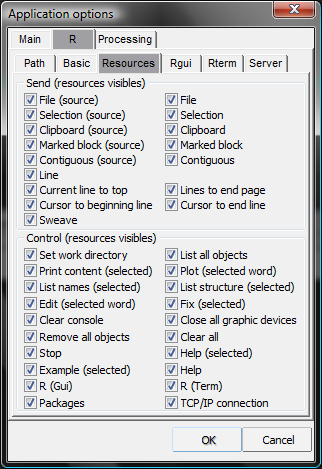 Application options
Main R Processing
Path Basic Resources Rgui Rterm Server
Send (resources visibles)
File (source) File
Selection (source) Selection
Clipboard (source) Clipboard
Marked block (source) Marked block
Contiguous (source) Contiguous
Line
Current line to top Lines to end page
Cursor to beginning line Cursor to end line
Sweave
Control (resources visibles)
Set work directory List all objects
Print content (selected) Plot (selected word)
List names (selected) List structure (selected)
Edit (selected word) Fix (selected)
Clear console Close all graphic devices
Remove all objects Clear all
Stop Help (selected)
Example (selected) Help
R (Gui) R (Term)
Packages TCP/IP connection
OK Cancel